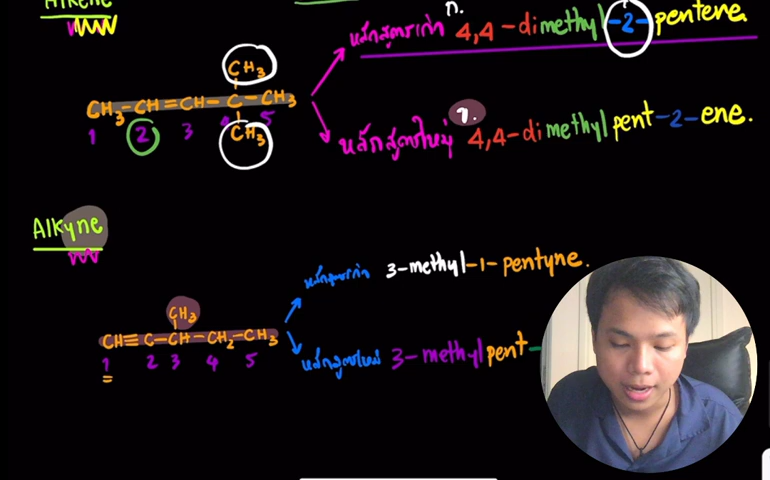 Alkene
ก.
หลักสูตรเก่า 4,4-dimethyl-2-pentene
CH3
CH3-CH=CH-C-CH3
1 2 3 4 5
CH3
ใ.
หลักสูตรใหม่ 4,4-dimethylpent-2-ene.
Alkyne
หลักสูตรเก่า 3-methyl-1-pentyne.
CH3
CH≡C-CH-CH2-CH3
1 2 3 4 5
หลักสูตรใหม่ 3-methylpent-